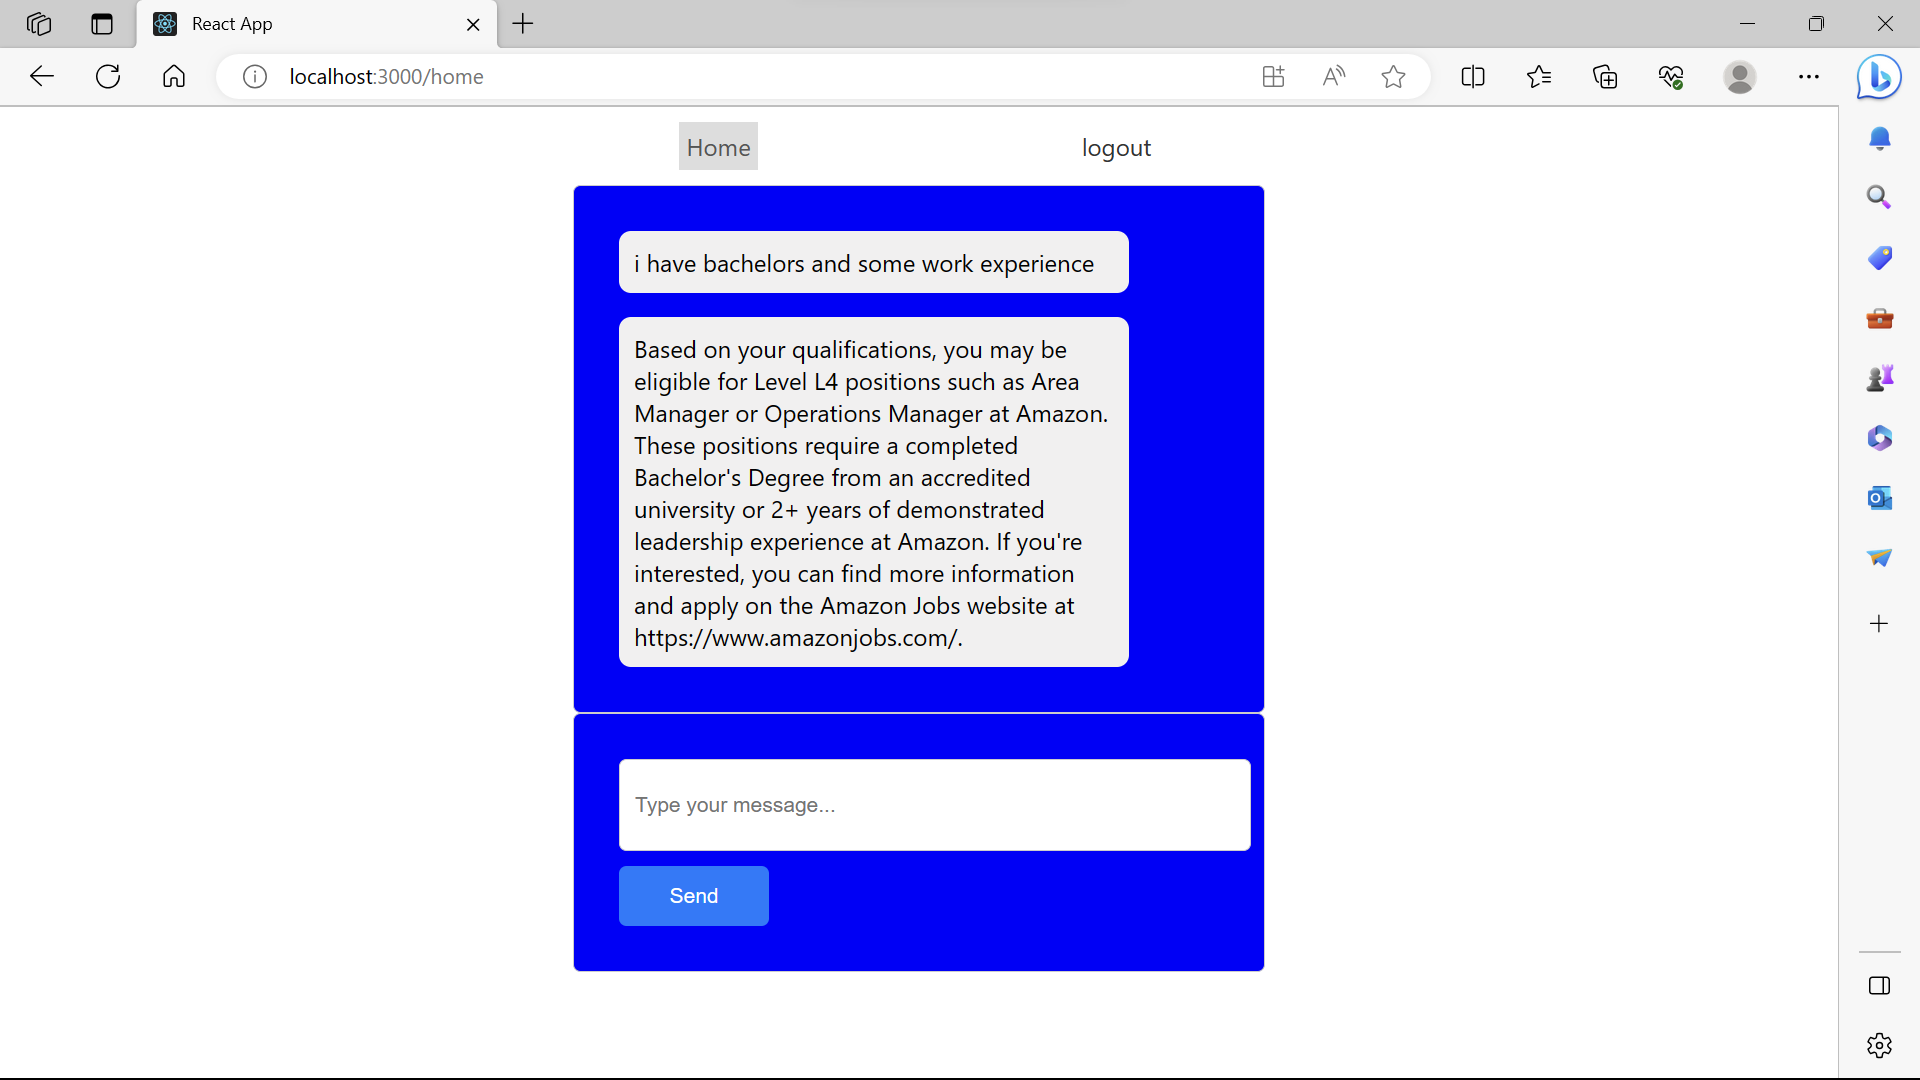 React App
localhost:3000/home
Home
logout
i have bachelors and some work experience
Based on your qualifications, you may be
eligible for Level L4 positions such as Area
Manager or Operations Manager at Amazon.
These positions require a completed
Bachelor's Degree from an accredited
university or 2+ years of demonstrated
leadership experience at Amazon. If you're
interested, you can find more information
and apply on the Amazon Jobs website at
https://www.amazonjobs.com/.
Type your message...
Send